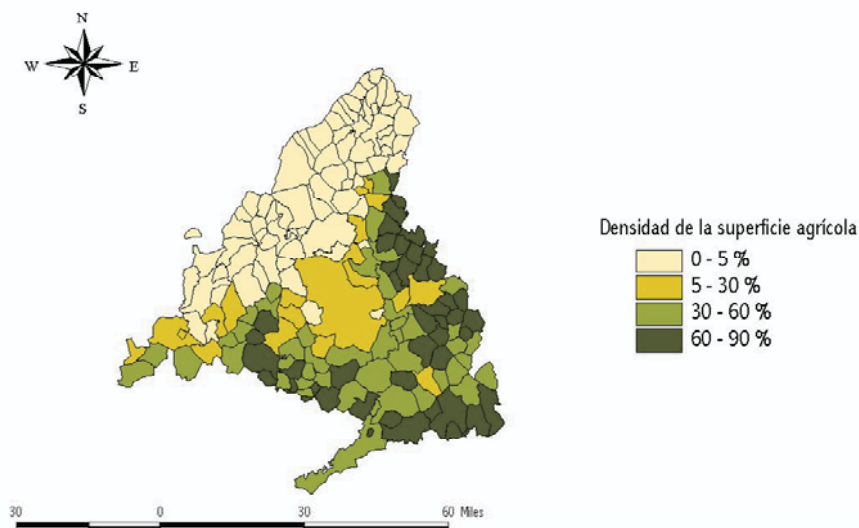 N
W E
S
Densidad de la superficie agrícola
0 - 5 %
5 - 30 %
30 - 60 %
60 - 90 %
30 0 30 60 Miles